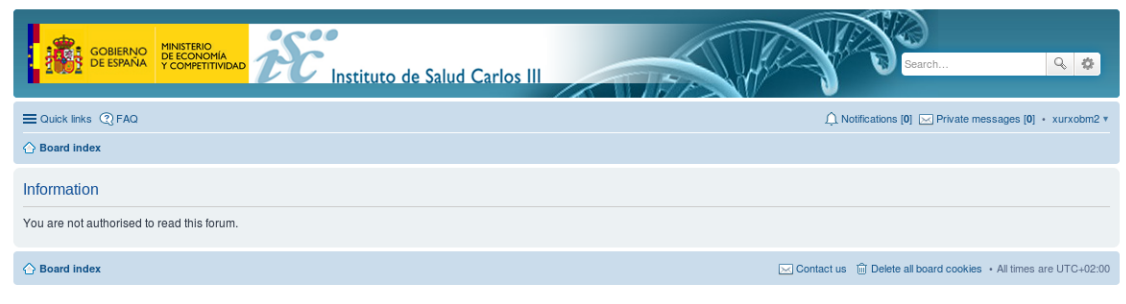 GOBIERNO
DE ESPAÑA
MINISTERIO
DE ECONOMÍA
Y COMPETITIVIDAD
isc
Instituto de Salud Carlos III
Search…
Quick links FAQ
Notifications [0] Private messages [0] • xurxobm2
Board index
Information
You are not authorised to read this forum.
Board index
Contact us Delete all board cookies • All times are UTC+02:00